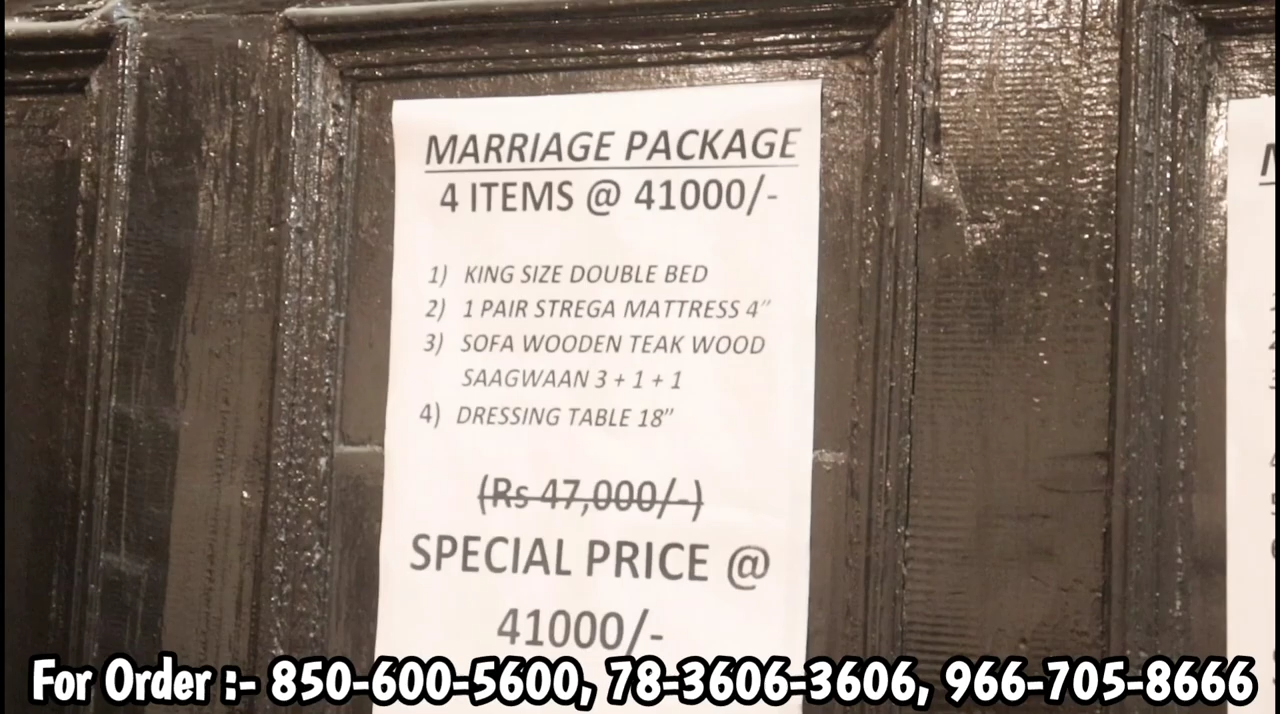 MARRIAGE PACKAGE
4 ITEMS @ 41000/-
1) KING SIZE DOUBLE BED
2) 1 PAIR STREGA MATTRESS 4”
3) SOFA WOODEN TEAK WOOD
SAAGWAAN 3 + 1 + 1
4) DRESSING TABLE 18”
(Rs 47,000/-)
SPECIAL PRICE @
41000/-
For Order :- 850-600-5600, 78-3606-3606, 966-705-8666